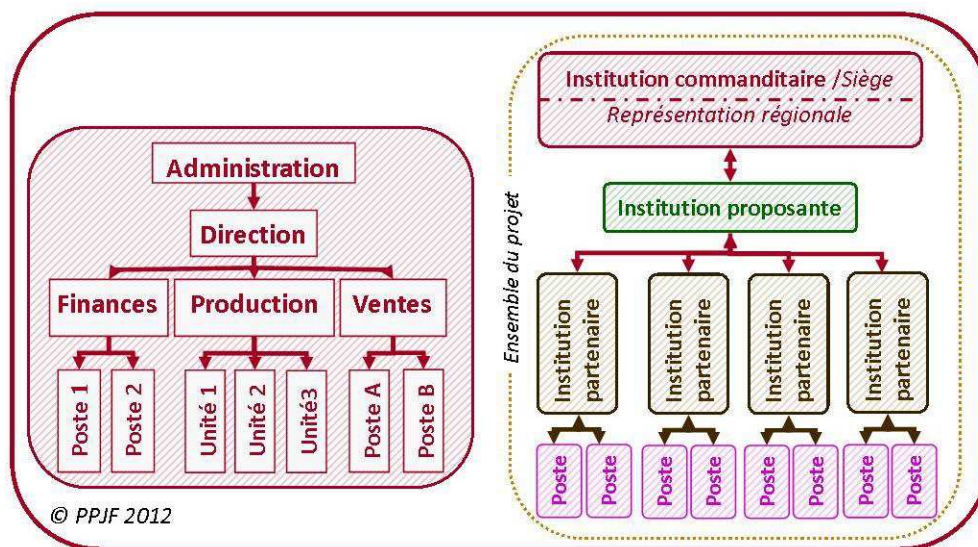 Administration
Direction
Finances
Production
Ventes
Poste 1
Poste 2
Unité 1
Unité 2
Unité3
Poste A
Poste B
© PPJF 2012
Ensemble du projet
Institution commanditaire /Siège
Représentation régionale
Institution proposante
Institution
partenaire
Institution
partenaire
Institution
partenaire
Institution
partenaire
Poste
Poste
Poste
Poste
Poste
Poste
Poste
Poste